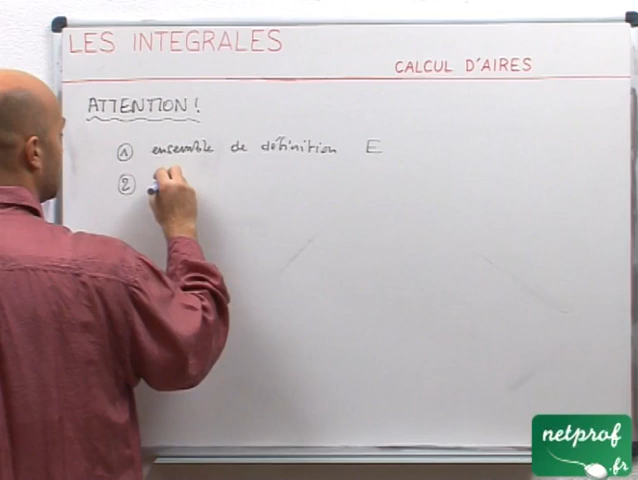 LES INTEGRALES
CALCUL D'AIRES
ATTENTION!
① ensemble de définition E
②
netprof
.fr